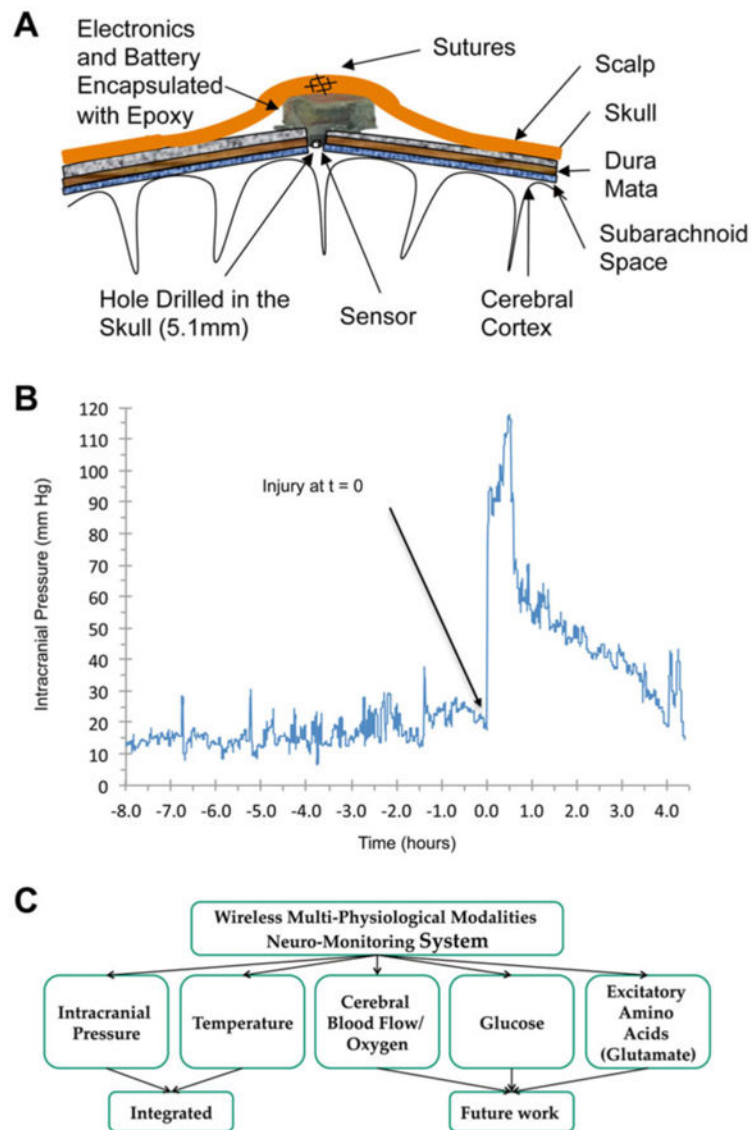 A
Electronics
and Battery
Encapsulated
with Epoxy
Sutures
Scalp
Skull
Dura
Mata
Subarachnoid
Space
Hole Drilled in the
Skull (5.1mm)
Sensor
Cerebral
Cortex
B
Intracranial Pressure (mm Hg)
120
110
100
90
80
70
60
50
40
30
20
10
0
Injury at t = 0
-8.0 -7.0 -6.0 -5.0 -4.0 -3.0 -2.0 -1.0 0.0 1.0 2.0 3.0 4.0
Time (hours)
C
Wireless Multi-Physiological Modalities
Neuro-Monitoring System
Intracranial
Pressure
Temperature
Cerebral
Blood Flow/
Oxygen
Glucose
Excitatory
Amino
Acids
(Glutamate)
Integrated
Future work